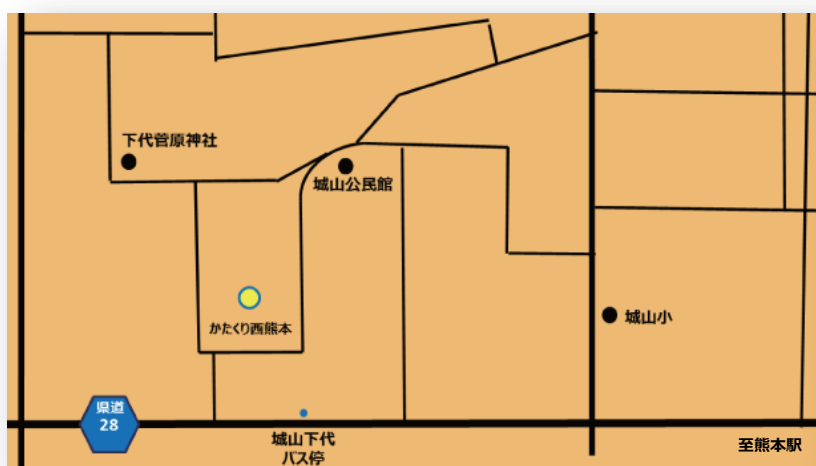 下代菅原神社
城山公民館
かたくり西熊本
城山小
県道
28
城山下代
バス停
至熊本駅